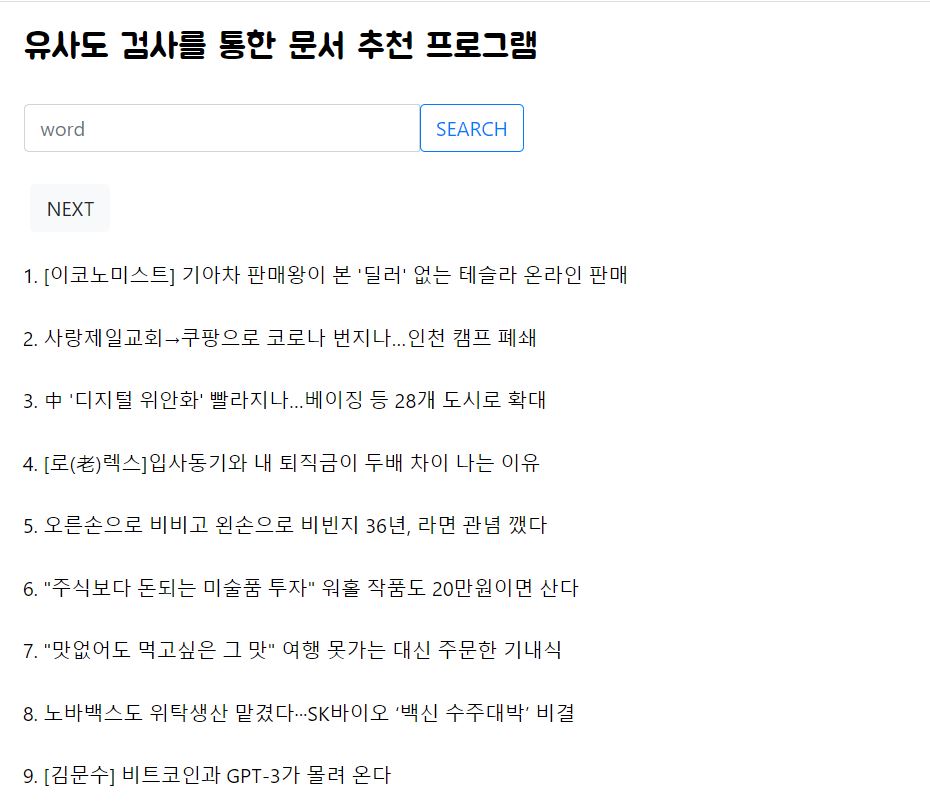 유사도 검사를 통한 문서 추천 프로그램
word
SEARCH
NEXT
1. [이코노미스트] 기아차 판매왕이 본 '딜러' 없는 테슬라 온라인 판매
2. 사랑제일교회→쿠팡으로 코로나 번지나…인천 캠프 폐쇄
3. 中 '디지털 위안화' 빨라지나…베이징 등 28개 도시로 확대
4. [로(老)렉스]입사동기와 내 퇴직금이 두배 차이 나는 이유
5. 오른손으로 비비고 왼손으로 비빈지 36년, 라면 관념 깼다
6. "주식보다 돈되는 미술품 투자" 워홀 작품도 20만원이면 산다
7. "맛없어도 먹고싶은 그 맛" 여행 못가는 대신 주문한 기내식
8. 노바백스도 위탁생산 맡겼다···SK바이오 ‘백신 수주대박’ 비결
9. [김문수] 비트코인과 GPT-3가 몰려 온다